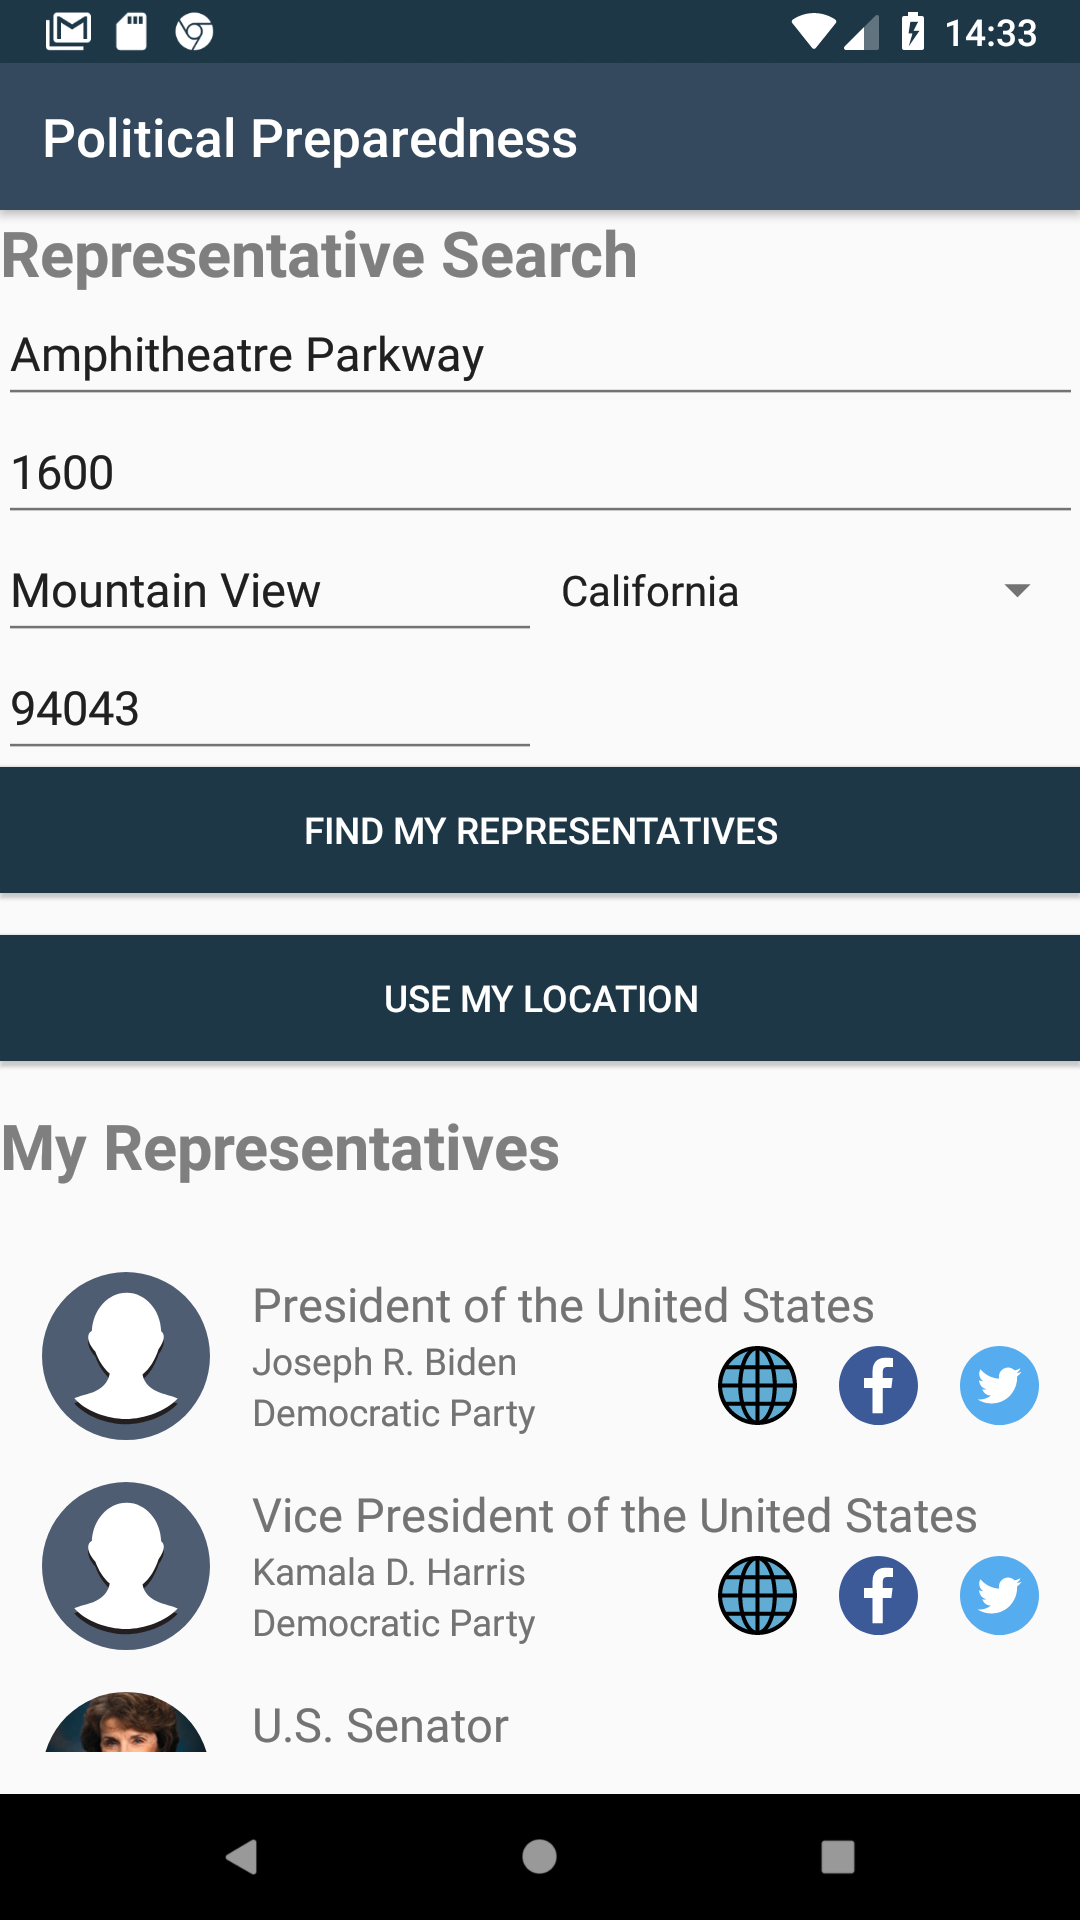 14:33
Political Preparedness
Representative Search
Amphitheatre Parkway
1600
Mountain View California
94043
FIND MY REPRESENTATIVES
USE MY LOCATION
My Representatives
President of the United States
Joseph R. Biden
Democratic Party
Vice President of the United States
Kamala D. Harris
Democratic Party
U.S. Senator